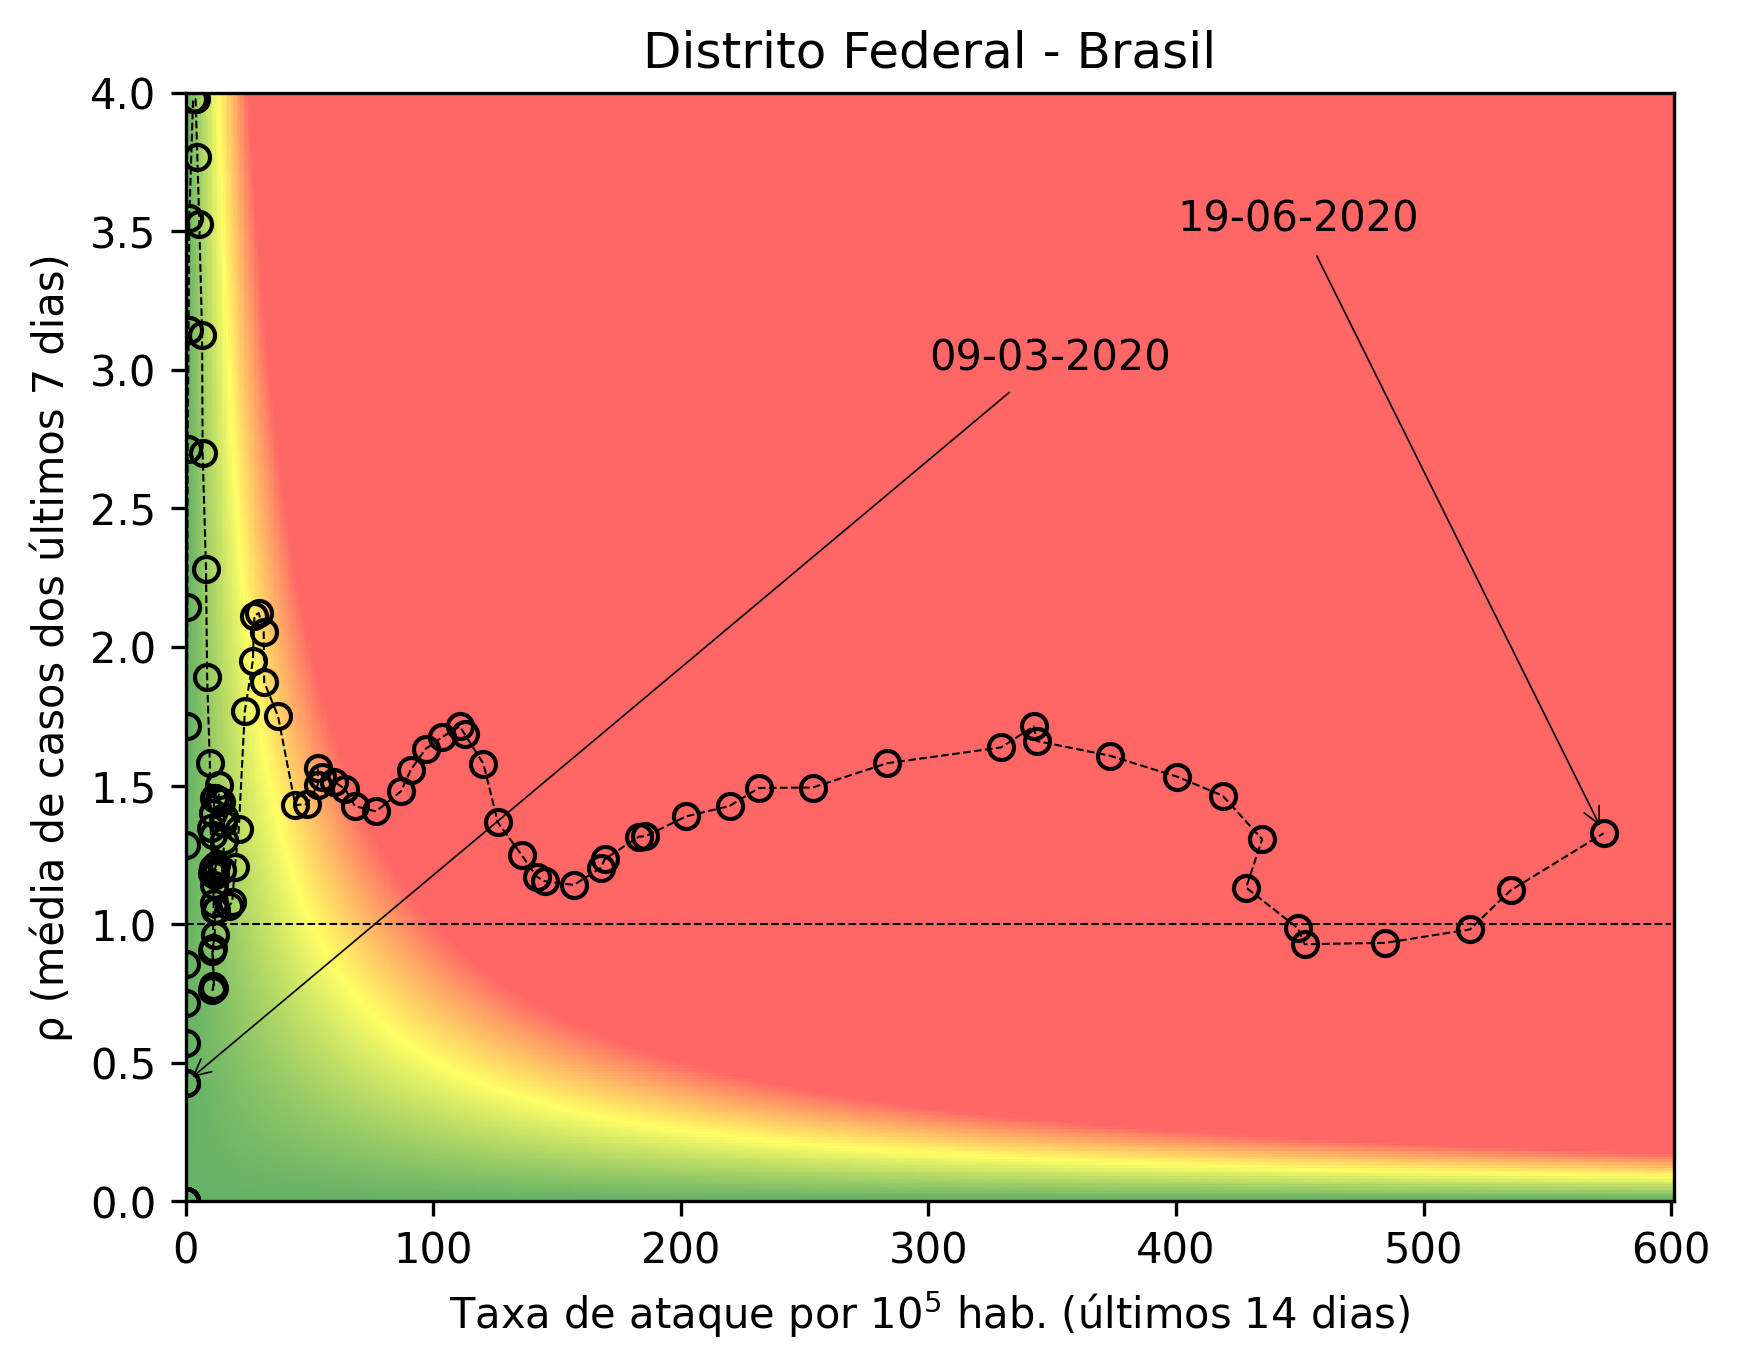 Distrito Federal - Brasil
4.0
3.5
3.0
2.5
2.0
1.5
1.0
0.5
0.0
ρ (média de casos dos últimos 7 dias)
19-06-2020
09-03-2020
0 100 200 300 400 500 600
Taxa de ataque por 10⁵ hab. (últimos 14 dias)